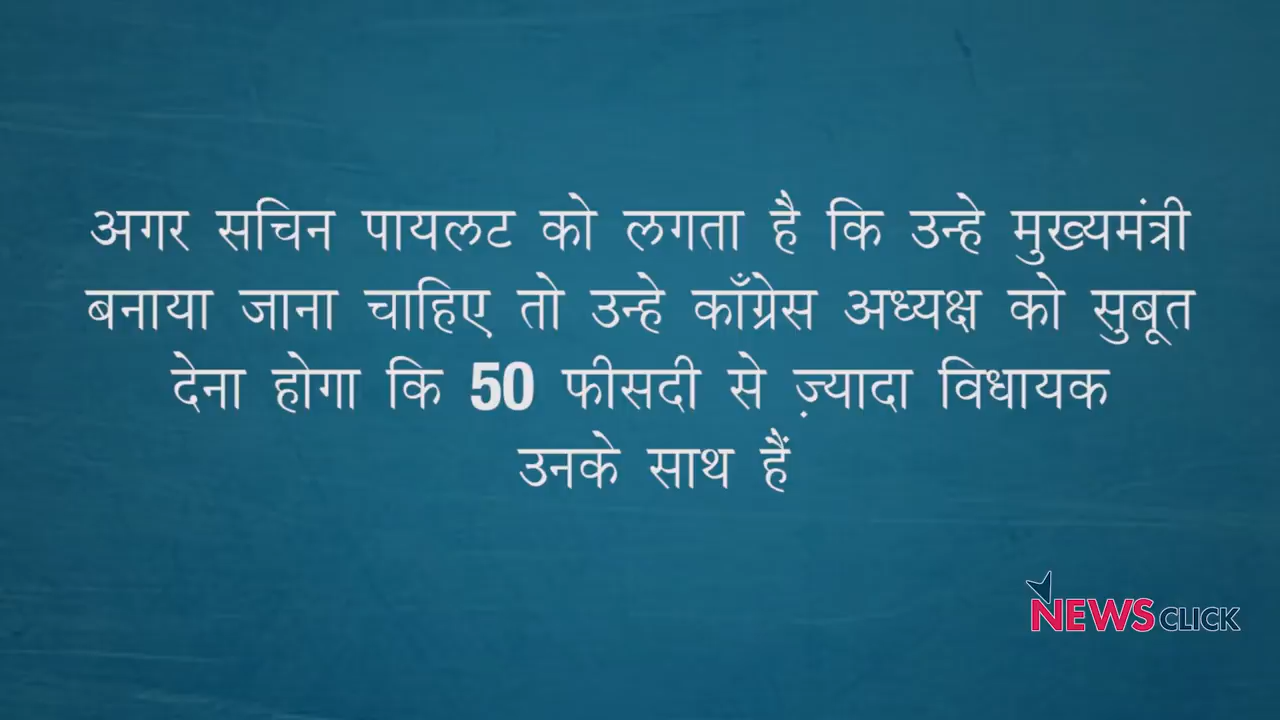 अगर सचिन पायलट को लगता है कि उन्हे मुख्यमंत्री
बनाया जाना चाहिए तो उन्हे काँग्रेस अध्यक्ष को सुबूत
देना होगा कि 50 फीसदी से ज़्यादा विधायक
उनके साथ हैं
NEWSCLICK